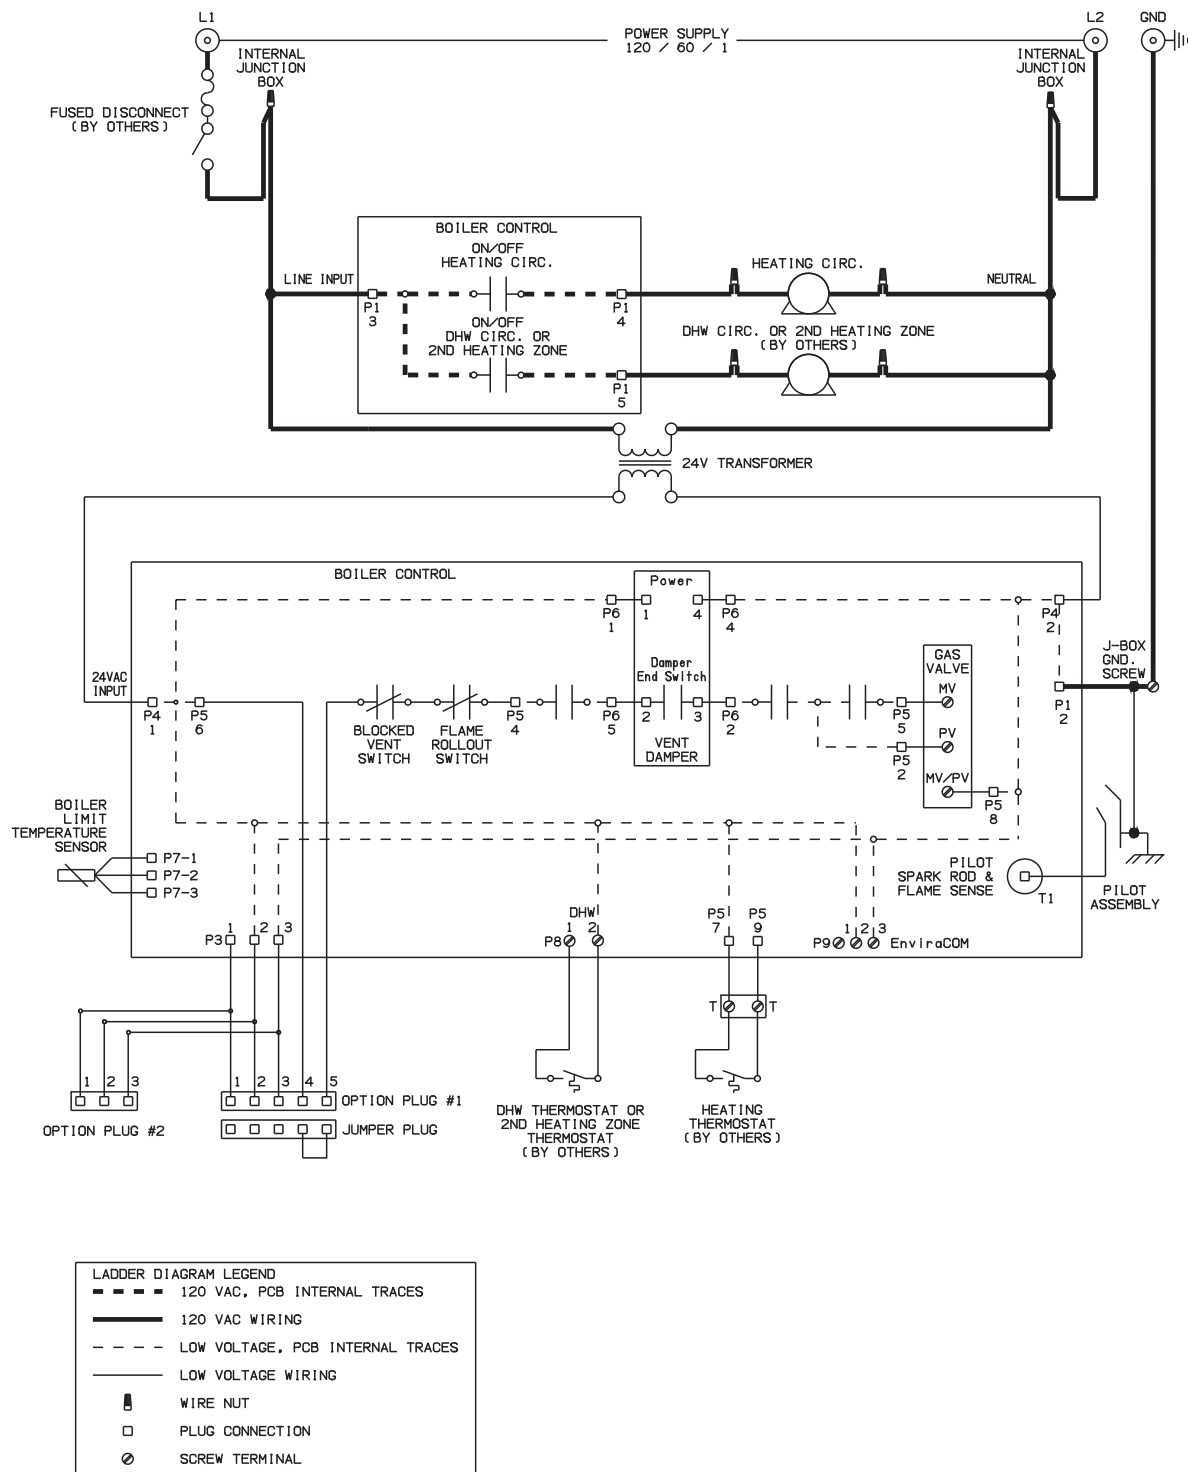 L1
L2
GND
POWER SUPPLY
120 / 60 / 1
INTERNAL
JUNCTION
BOX
INTERNAL
JUNCTION
BOX
FUSED DISCONNECT
(BY OTHERS)
BOILER CONTROL
ON/OFF
HEATING CIRC.
LINE INPUT
HEATING CIRC.
NEUTRAL
P1
3
P1
4
ON/OFF
DHW CIRC. OR
2ND HEATING ZONE
DHW CIRC. OR 2ND HEATING ZONE
(BY OTHERS)
P1
5
24V TRANSFORMER
BOILER CONTROL
Power
P6
1
1
4
P6
4
P4
2
J-BOX
GND.
SCREW
24VAC
INPUT
Damper
End Switch
GAS
VALVE
MV
P4
1
P5
6
BLOCKED
VENT
SWITCH
FLAME
ROLLOUT
SWITCH
P5
4
P6
5
2
3
P6
2
VENT
DAMPER
P5
5
PV
P5
2
P1
2
MV/PV
P5
8
BOILER
LIMIT
TEMPERATURE
SENSOR
P7-1
P7-2
P7-3
PILOT
SPARK ROD &
FLAME SENSE
T1
PILOT
ASSEMBLY
P3
1
2
3
DHW
P8
1
2
P5
7
P5
9
P9
1 2 3
EnviraCOM
T
T
1
2
3
1
2
3
4
5
OPTION PLUG #1
OPTION PLUG #2
JUMPER PLUG
DHW THERMOSTAT OR
2ND HEATING ZONE
THERMOSTAT
(BY OTHERS)
HEATING
THERMOSTAT
(BY OTHERS)
LADDER DIAGRAM LEGEND
120 VAC, PCB INTERNAL TRACES
120 VAC WIRING
LOW VOLTAGE, PCB INTERNAL TRACES
LOW VOLTAGE WIRING
WIRE NUT
PLUG CONNECTION
SCREW TERMINAL